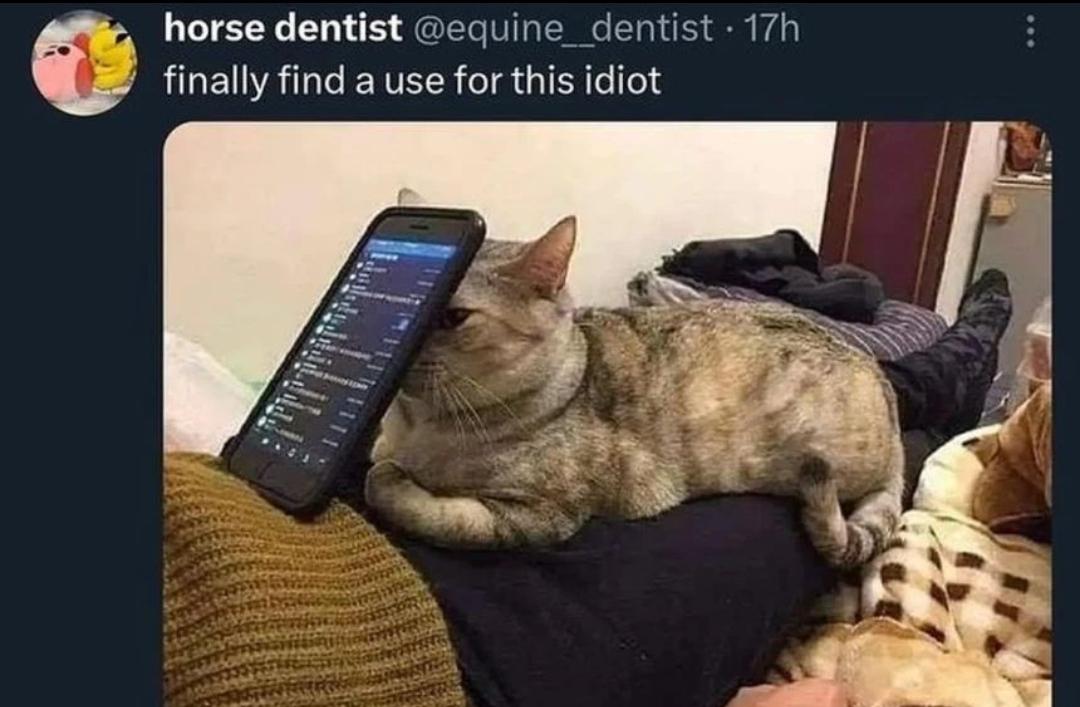 horse dentist @equine__dentist · 17h
finally find a use for this idiot